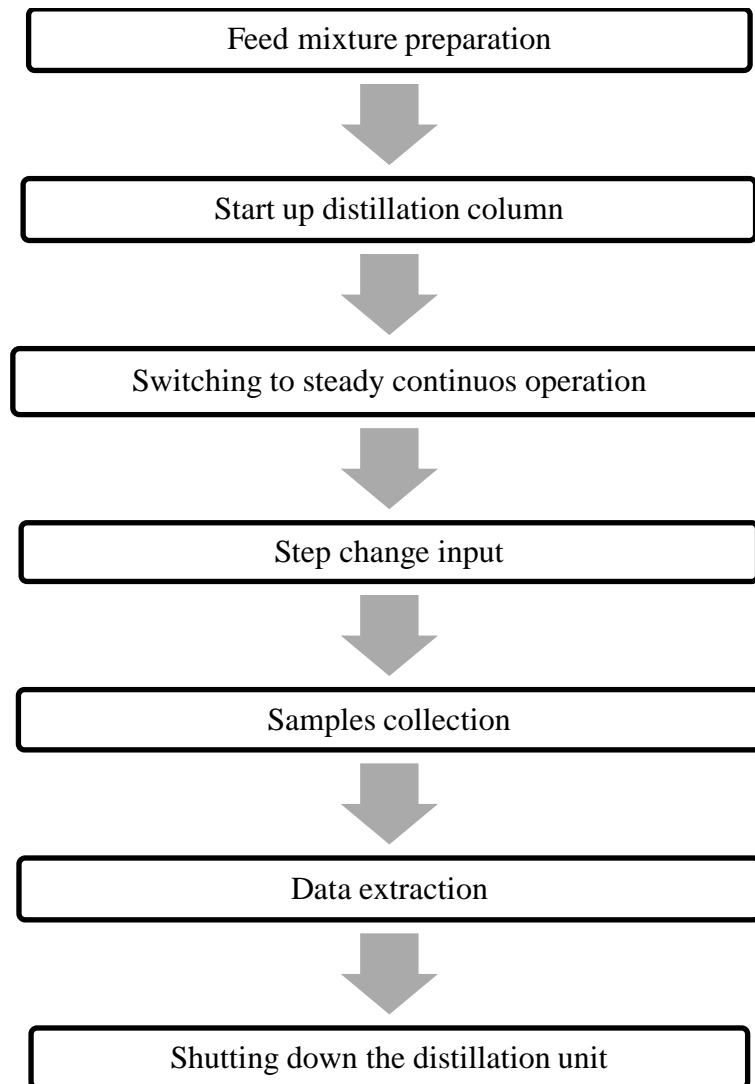 Feed mixture preparation
Start up distillation column
Switching to steady continuos operation
Step change input
Samples collection
Data extraction
Shutting down the distillation unit